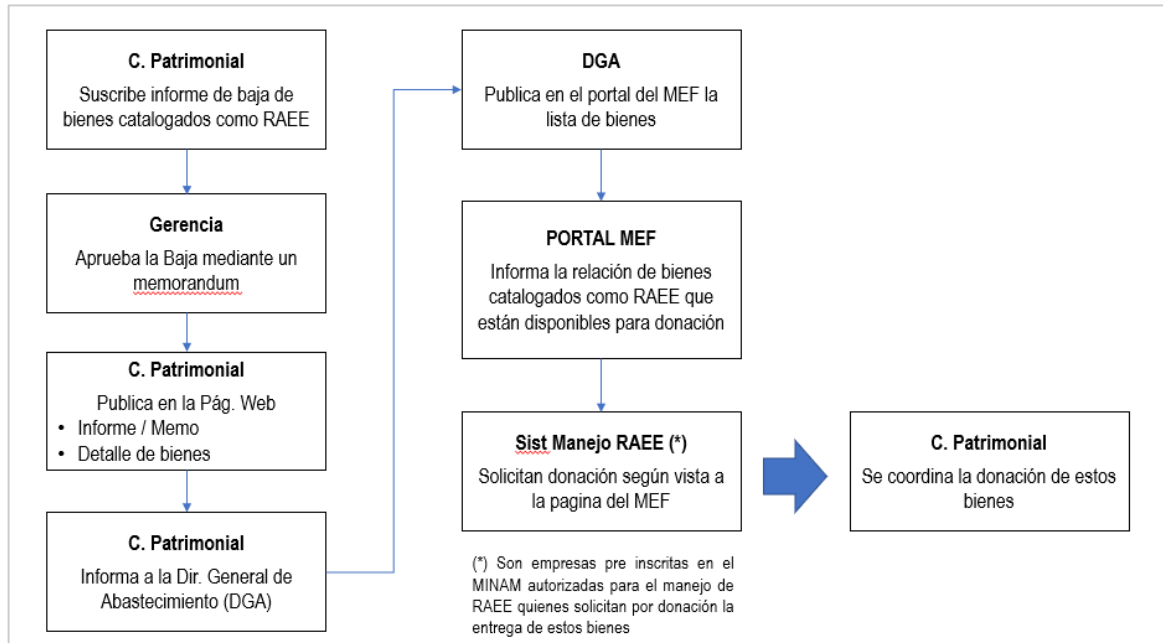 C. Patrimonial
Suscribe informe de baja de
bienes catalogados como RAEE
Gerencia
Aprueba la Baja mediante un
memorandum
C. Patrimonial
Publica en la Pág. Web
• Informe / Memo
• Detalle de bienes
C. Patrimonial
Informa a la Dir. General de
Abastecimiento (DGA)
DGA
Publica en el portal del MEF la
lista de bienes
PORTAL MEF
Informa la relación de bienes
catalogados como RAEE que
están disponibles para donación
Sist Manejo RAEE (*)
Solicitan donación según vista a
la pagina del MEF
(*) Son empresas pre inscritas en el
MINAM autorizadas para el manejo de
RAEE quienes solicitan por donación la
entrega de estos bienes
C. Patrimonial
Se coordina la donación de estos
bienes